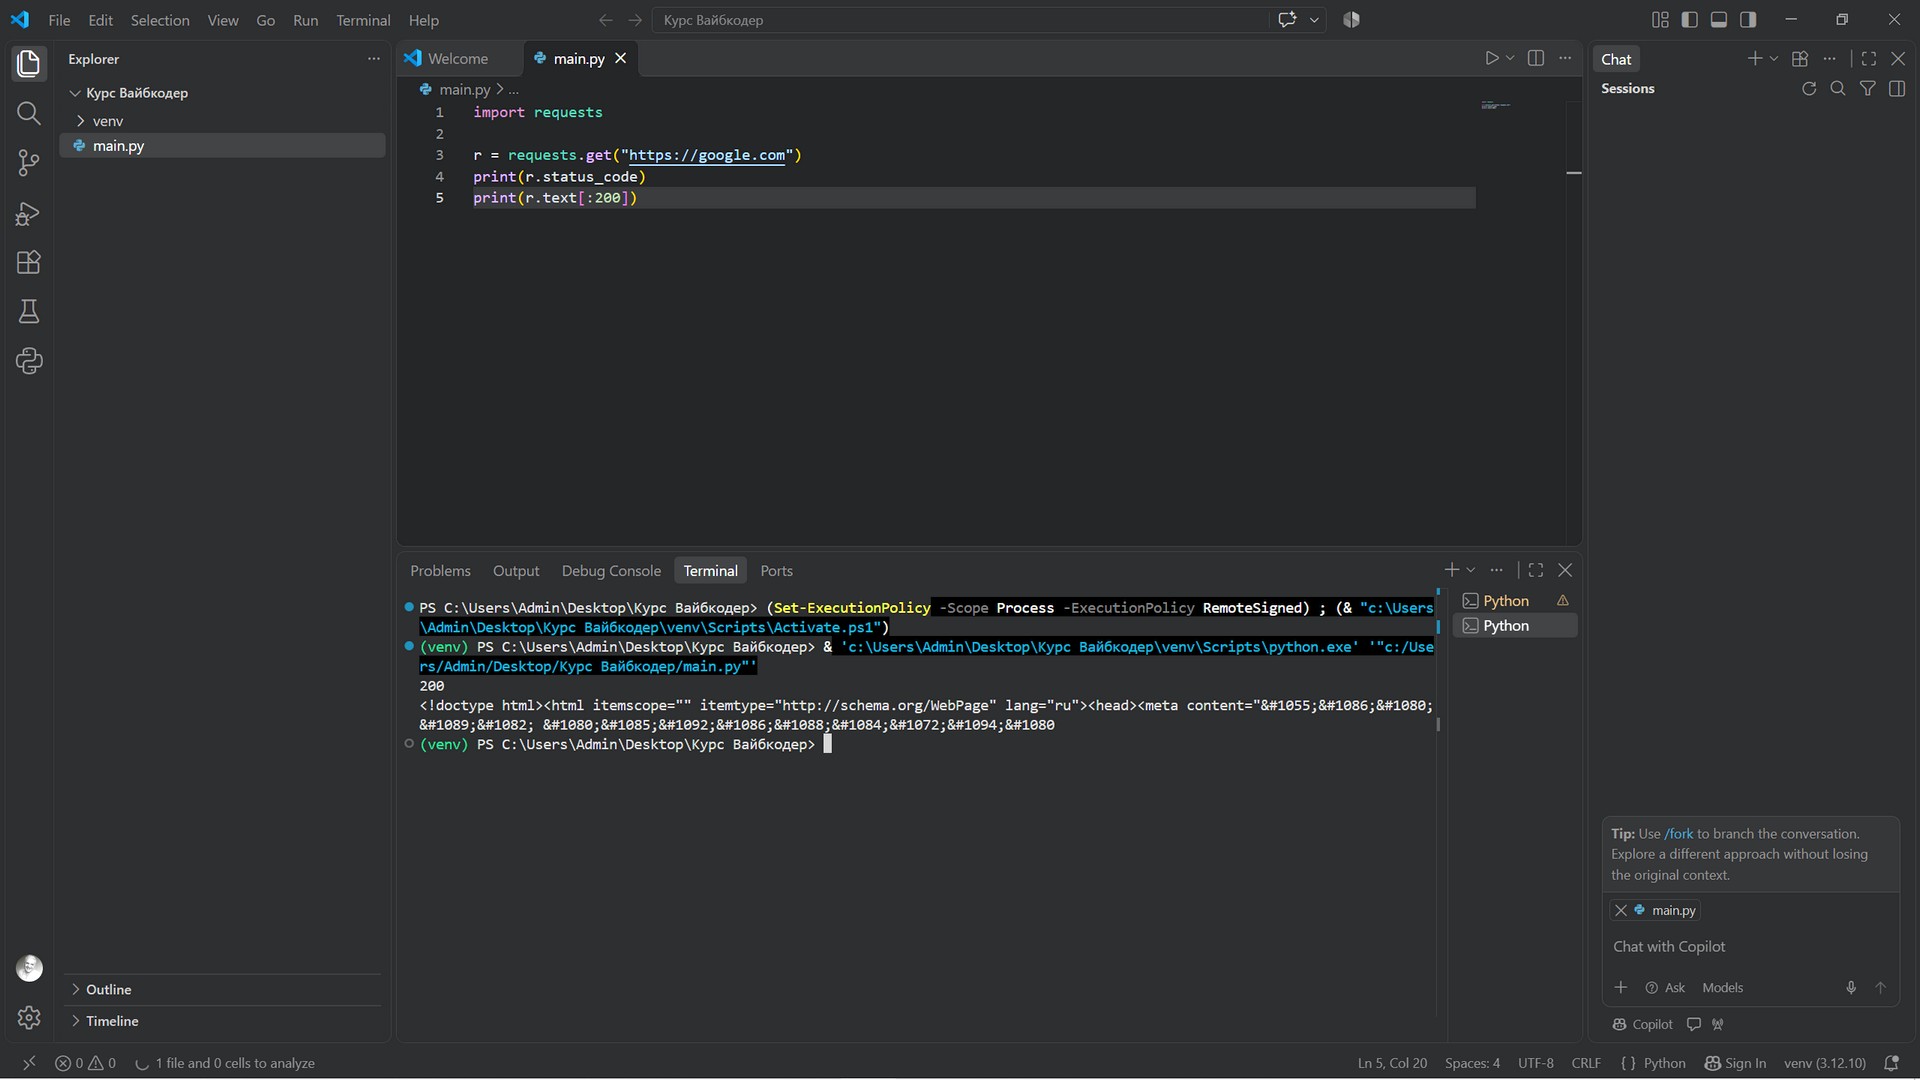 File Edit Selection View Go Run Terminal Help
Курс Вайбкодер
Explorer
Курс Вайбкодер
venv
main.py
Outline
Timeline
Welcome
main.py
main.py > ...
1 import requests
2
3 r = requests.get("https://google.com")
4 print(r.status_code)
5 print(r.text[:200])
Problems Output Debug Console Terminal Ports
PS C:\Users\Admin\Desktop\Курс Вайбкодер> (Set-ExecutionPolicy -Scope Process -ExecutionPolicy RemoteSigned) ; (& "c:\Users
\Admin\Desktop\Курс Вайбкодер\venv\Scripts\Activate.ps1")
(venv) PS C:\Users\Admin\Desktop\Курс Вайбкодер> & 'c:\Users\Admin\Desktop\Курс Вайбкодер\venv\Scripts\python.exe' '"c:/Use
rs/Admin/Desktop/Курс Вайбкодер/main.py"'
200
<!doctype html><html itemscope="" itemtype="http://schema.org/WebPage" lang="ru"><head><meta content="&#1055;&#1086;&#1080;
&#1089;&#1082; &#1080;&#1085;&#1092;&#1086;&#1088;&#1084;&#1072;&#1094;&#1080
(venv) PS C:\Users\Admin\Desktop\Курс Вайбкодер>
Python
Python
Chat
Sessions
Tip: Use /fork to branch the conversation.
Explore a different approach without losing
the original context.
main.py
Chat with Copilot
Ask Models
Copilot
0 0 1 file and 0 cells to analyze
Ln 5, Col 20 Spaces: 4 UTF-8 CRLF { } Python Sign In venv (3.12.10)